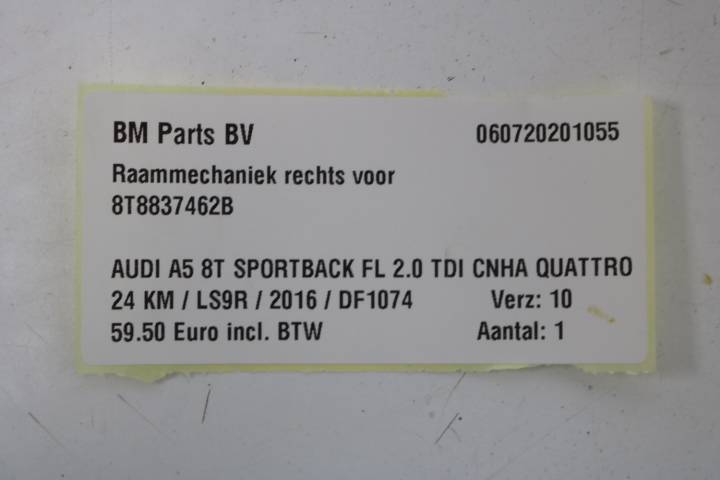 BM Parts BV 060720201055
Raammechaniek rechts voor
8T8837462B
AUDI A5 8T SPORTBACK FL 2.0 TDI CNHA QUATTRO
24 KM / LS9R / 2016 / DF1074 Verz: 10
59.50 Euro incl. BTW Aantal: 1